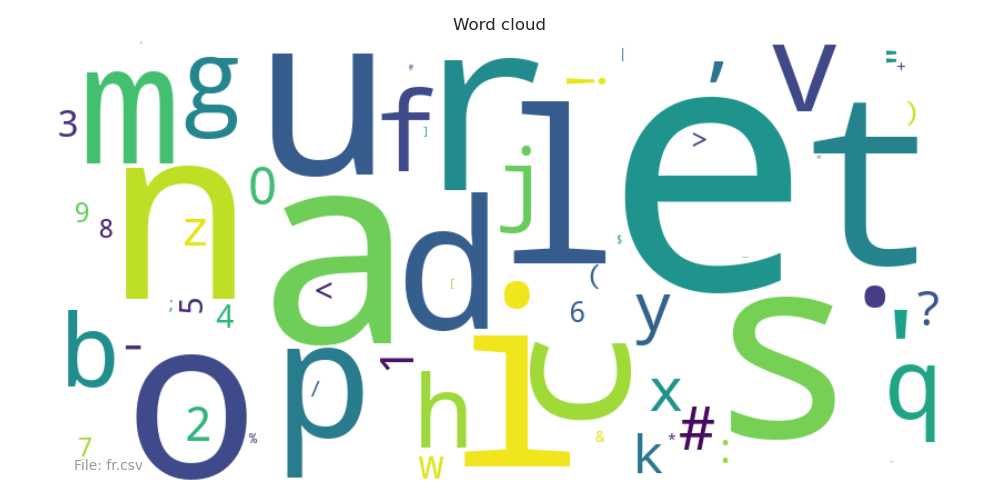 Word cloud
m g u r v = +
3 f ı , ! )
] j e > t
n 0 a d l
9 8 z $
< [ ( . 
; 5 4 6 y ' ?
b - o p 1 i c s q
2 / h x #
7 % w & k * :
File: fr.csv